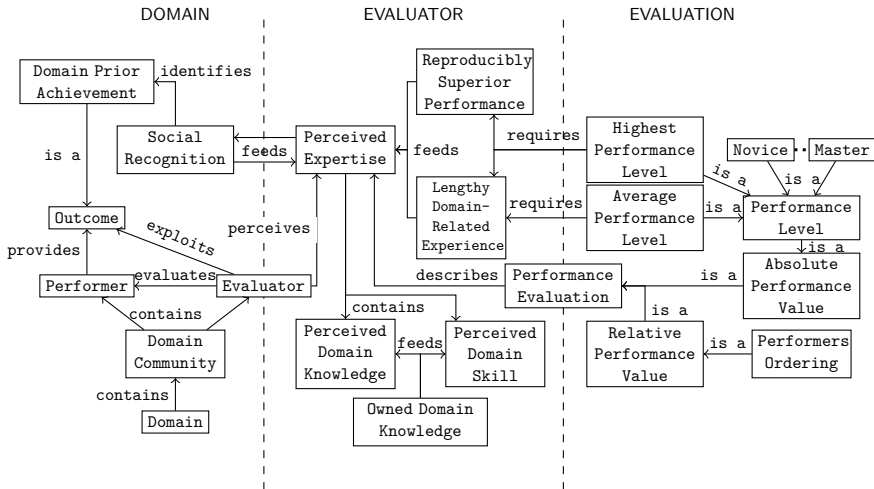 DOMAIN
EVALUATOR
EVALUATION
Domain Prior
Achievement
identifies
Social
Recognition
is a
Outcome
provides
exploits
Performer
evaluates
Evaluator
perceives
contains
Domain
Community
contains
Domain
feeds
Perceived
Expertise
feeds
Reproducibly
Superior
Performance
Lengthy
Domain-
Related
Experience
requires
requires
describes
contains
Perceived
Domain
Knowledge
feeds
Perceived
Domain
Skill
Owned Domain
Knowledge
Highest
Performance
Level
Average
Performance
Level
is a
is a
Novice
..
Master
is a
Performance
Level
is a
Performance
Evaluation
is a
Absolute
Performance
Value
is a
Relative
Performance
Value
is a
Performers
Ordering